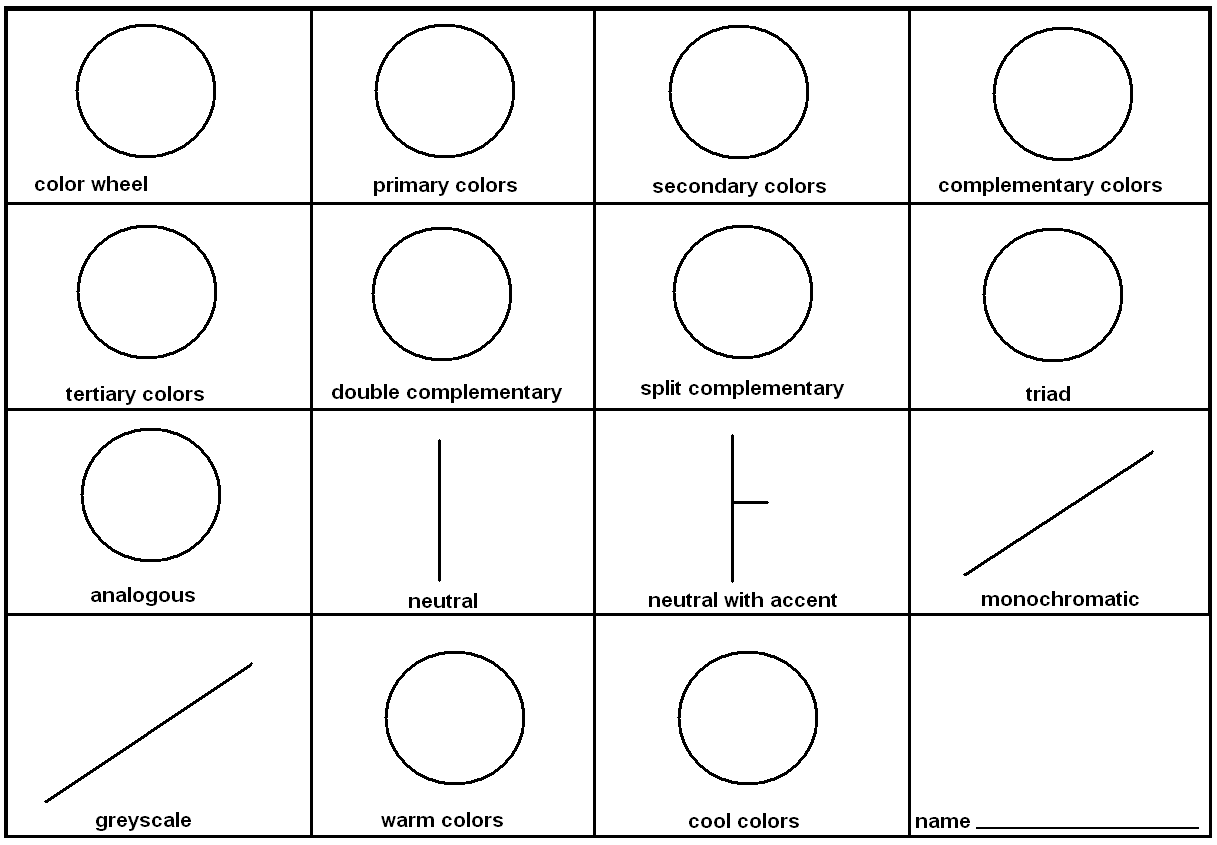 color wheel
primary colors
secondary colors
complementary colors
tertiary colors
double complementary
split complementary
triad
analogous
neutral
neutral with accent
monochromatic
greyscale
warm colors
cool colors
name